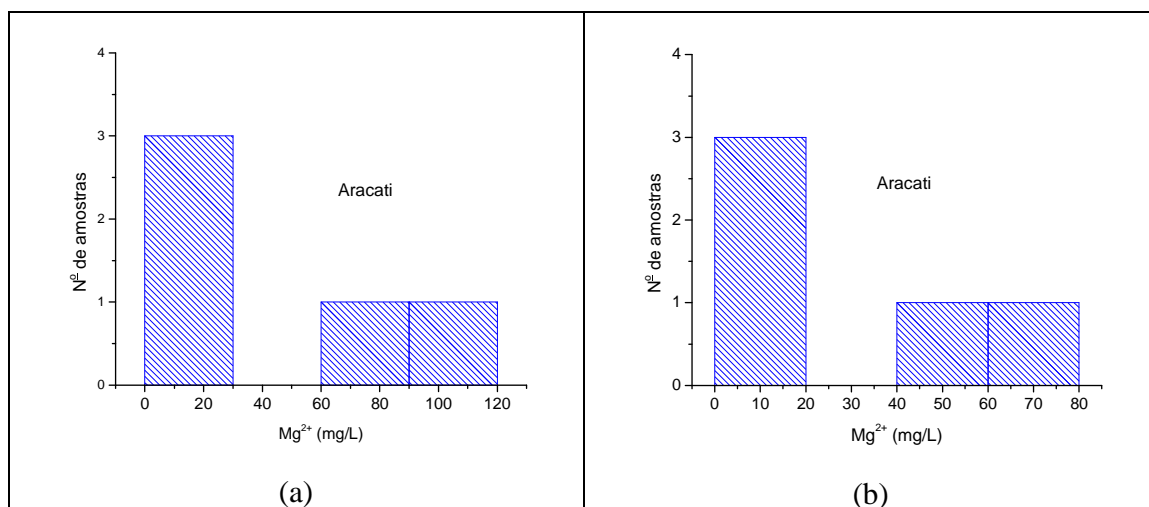 4
3
2
1
0
Nº de amostras
Aracati
0 20 40 60 80 100 120
Mg²⁺ (mg/L)
(a)
4
3
2
1
0
Nº de amostras
Aracati
0 10 20 30 40 50 60 70 80
Mg²⁺ (mg/L)
(b)